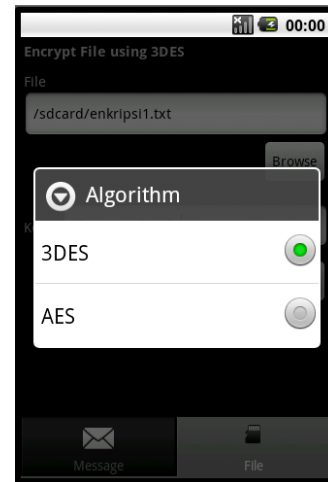 00:00
Encrypt File using 3DES
File
/sdcard/enkripsi1.txt
Browse
Algorithm
3DES
AES
Message
File